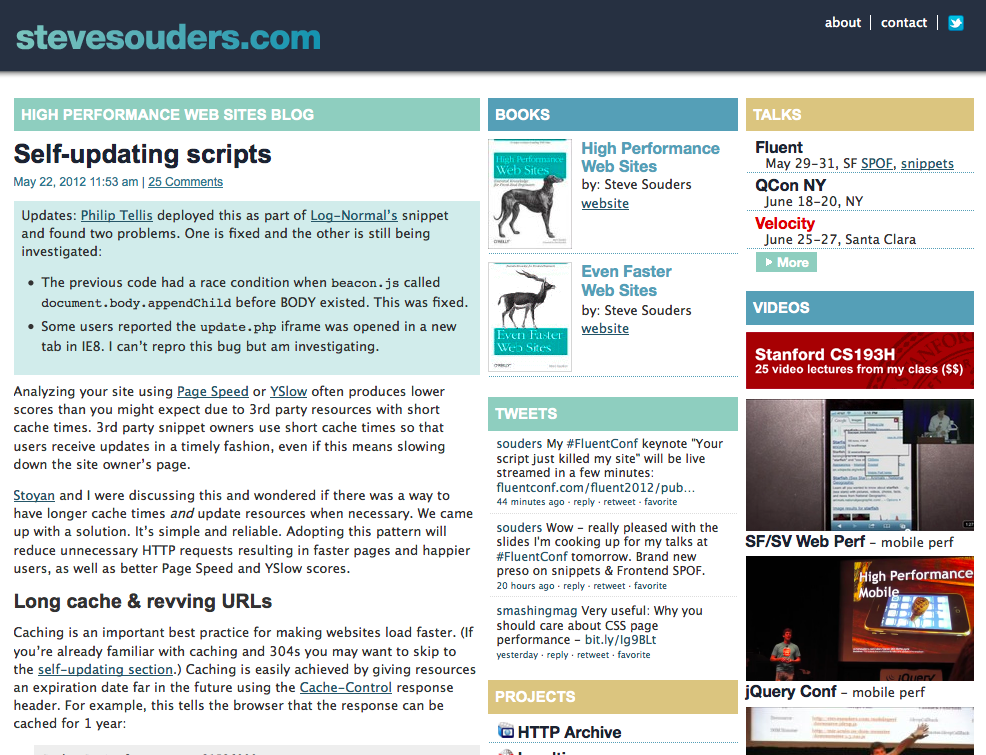 stevesouders.com
about
contact
HIGH PERFORMANCE WEB SITES BLOG
Self-updating scripts
May 22, 2012 11:53 am | 25 Comments
Updates: Philip Tellis deployed this as part of Log-Normal's snippet
and found two problems. One is fixed and the other is still being
investigated:
• The previous code had a race condition when beacon.js called
document.body.appendChild before BODY existed. This was fixed.
• Some users reported the update.php iframe was opened in a new
tab in IE8. I can't repro this bug but am investigating.
Analyzing your site using Page Speed or YSlow often produces lower
scores than you might expect due to 3rd party resources with short
cache times. 3rd party snippet owners use short cache times so that
users receive updates in a timely fashion, even if this means slowing
down the site owner's page.
Stoyan and I were discussing this and wondered if there was a way to
have longer cache times and update resources when necessary. We came
up with a solution. It's simple and reliable. Adopting this pattern will
reduce unnecessary HTTP requests resulting in faster pages and happier
users, as well as better Page Speed and YSlow scores.
Long cache & revving URLs
Caching is an important best practice for making websites load faster. (If
you're already familiar with caching and 304s you may want to skip to
the self-updating section.) Caching is easily achieved by giving resources
an expiration date far in the future using the Cache-Control response
header. For example, this tells the browser that the response can be
cached for 1 year:
BOOKS
High Performance
Web Sites
O'REILLY
High Performance
Web Sites
by: Steve Souders
website
Even Faster
Web Sites
O'REILLY
Even Faster
Web Sites
by: Steve Souders
website
TWEETS
souders My #FluentConf keynote "Your
script just killed my site" will be live
streamed in a few minutes:
fluentconf.com/fluent2012/pub…
44 minutes ago · reply · retweet · favorite
souders Wow – really pleased with the
slides I'm cooking up for my talks at
#FluentConf tomorrow. Brand new
preso on snippets & Frontend SPOF.
20 hours ago · reply · retweet · favorite
smashingmag Very useful: Why you
should care about CSS page
performance – bit.ly/Ig9BLt
yesterday · reply · retweet · favorite
PROJECTS
HTTP Archive
TALKS
Fluent
May 29-31, SF SPOF, snippets
QCon NY
June 18-20, NY
Velocity
June 25-27, Santa Clara
More
VIDEOS
Stanford CS193H
25 video lectures from my class ($$)
SF/SV Web Perf – mobile perf
High Performance
Mobile
jQuery
jQuery Conf – mobile perf